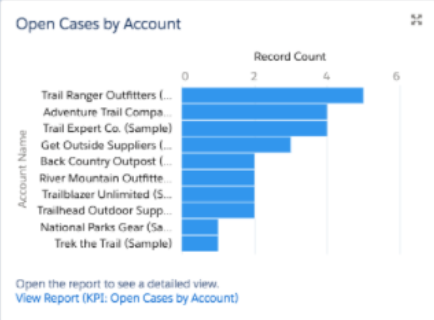 Open Cases by Account
Record Count
0 2 4 6
Account Name
Trail Ranger Outfitters (...
Adventure Trail Compa...
Trail Expert Co. (Sample)
Get Outside Suppliers (...
Back Country Outpost (...
River Mountain Outfitte...
Trailblazer Unlimited (S...
Trailhead Outdoor Supp...
National Parks Gear (Sa...
Trek the Trail (Sample)
Open the report to see a detailed view.
View Report (KPI: Open Cases by Account)